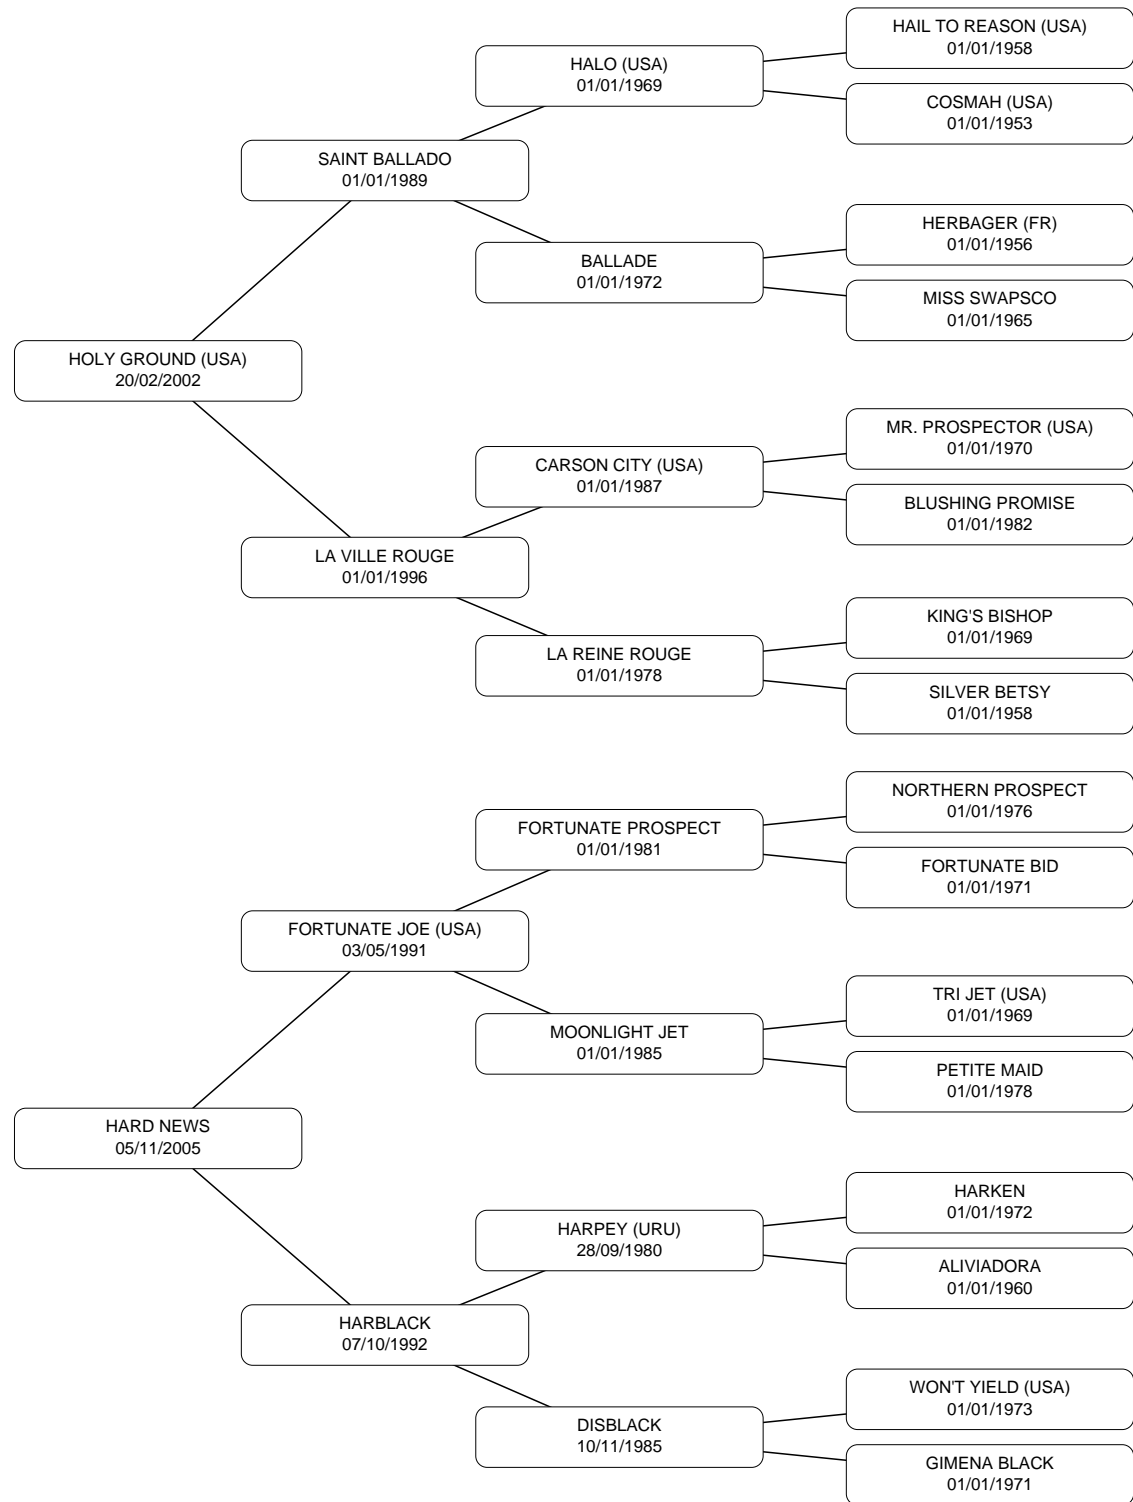 HAIL TO REASON (USA)
01/01/1958
HALO (USA)
01/01/1969
COSMAH (USA)
01/01/1953
SAINT BALLADO
01/01/1989
HERBAGER (FR)
01/01/1956
BALLADE
01/01/1972
MISS SWAPSCO
01/01/1965
HOLY GROUND (USA)
20/02/2002
MR. PROSPECTOR (USA)
01/01/1970
CARSON CITY (USA)
01/01/1987
BLUSHING PROMISE
01/01/1982
LA VILLE ROUGE
01/01/1996
KING'S BISHOP
01/01/1969
LA REINE ROUGE
01/01/1978
SILVER BETSY
01/01/1958
NORTHERN PROSPECT
01/01/1976
FORTUNATE PROSPECT
01/01/1981
FORTUNATE BID
01/01/1971
FORTUNATE JOE (USA)
03/05/1991
TRI JET (USA)
01/01/1969
MOONLIGHT JET
01/01/1985
PETITE MAID
01/01/1978
HARD NEWS
05/11/2005
HARKEN
01/01/1972
HARPEY (URU)
28/09/1980
ALIVIADORA
01/01/1960
HARBLACK
07/10/1992
WON'T YIELD (USA)
01/01/1973
DISBLACK
10/11/1985
GIMENA BLACK
01/01/1971